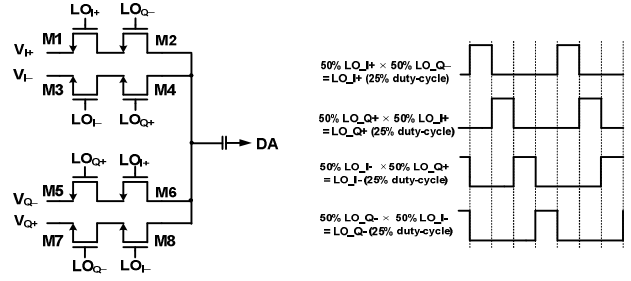 LOI+ LOQ–
M1 M2
VI+
VI–
M3 M4
LOI– LOQ+
DA
LOQ+ LOI+
VQ– M5 M6
VQ+
M7 M8
LOQ– LOI–
50% LO_I+ × 50% LO_Q–
= LO_I+ (25% duty-cycle)
50% LO_Q+ × 50% LO_I+
= LO_Q+ (25% duty-cycle)
50% LO_I- × 50% LO_Q+
= LO_I– (25% duty-cycle)
50% LO_Q- × 50% LO_I-
= LO_Q- (25% duty-cycle)